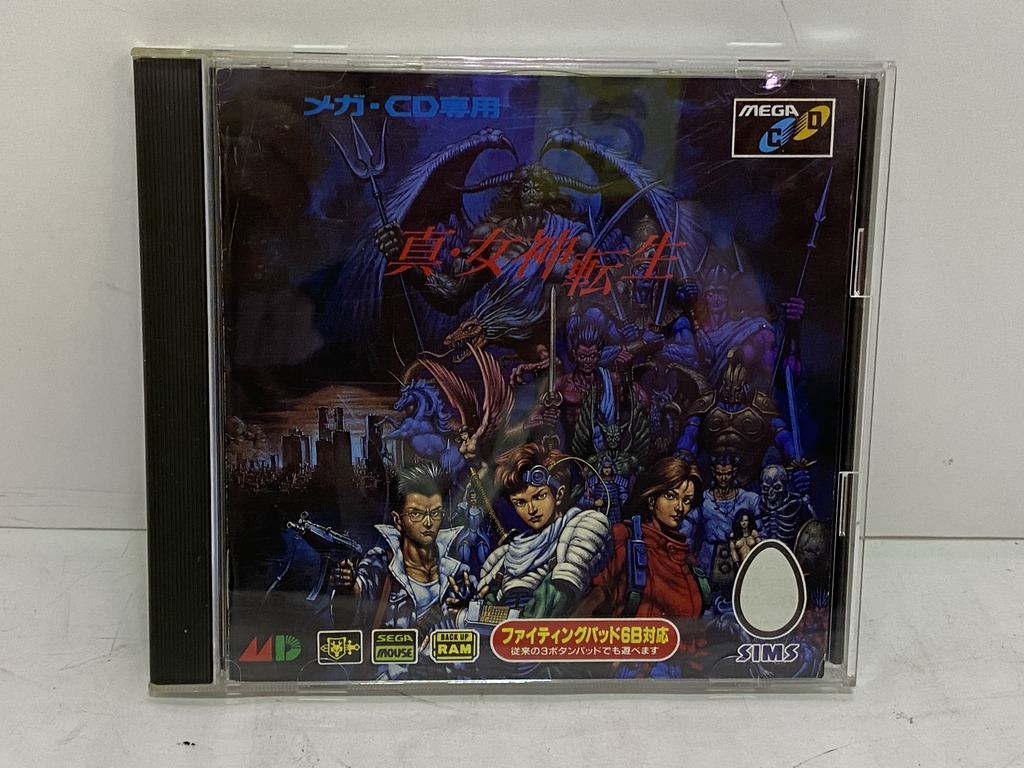 メガ・CD専用
MEGA
CD
真・女神転生
MD
SEGA
MOUSE
BACK UP
RAM
ファイティングパッド6B対応
従来の3ボタンパッドでも遊べます
SIMS